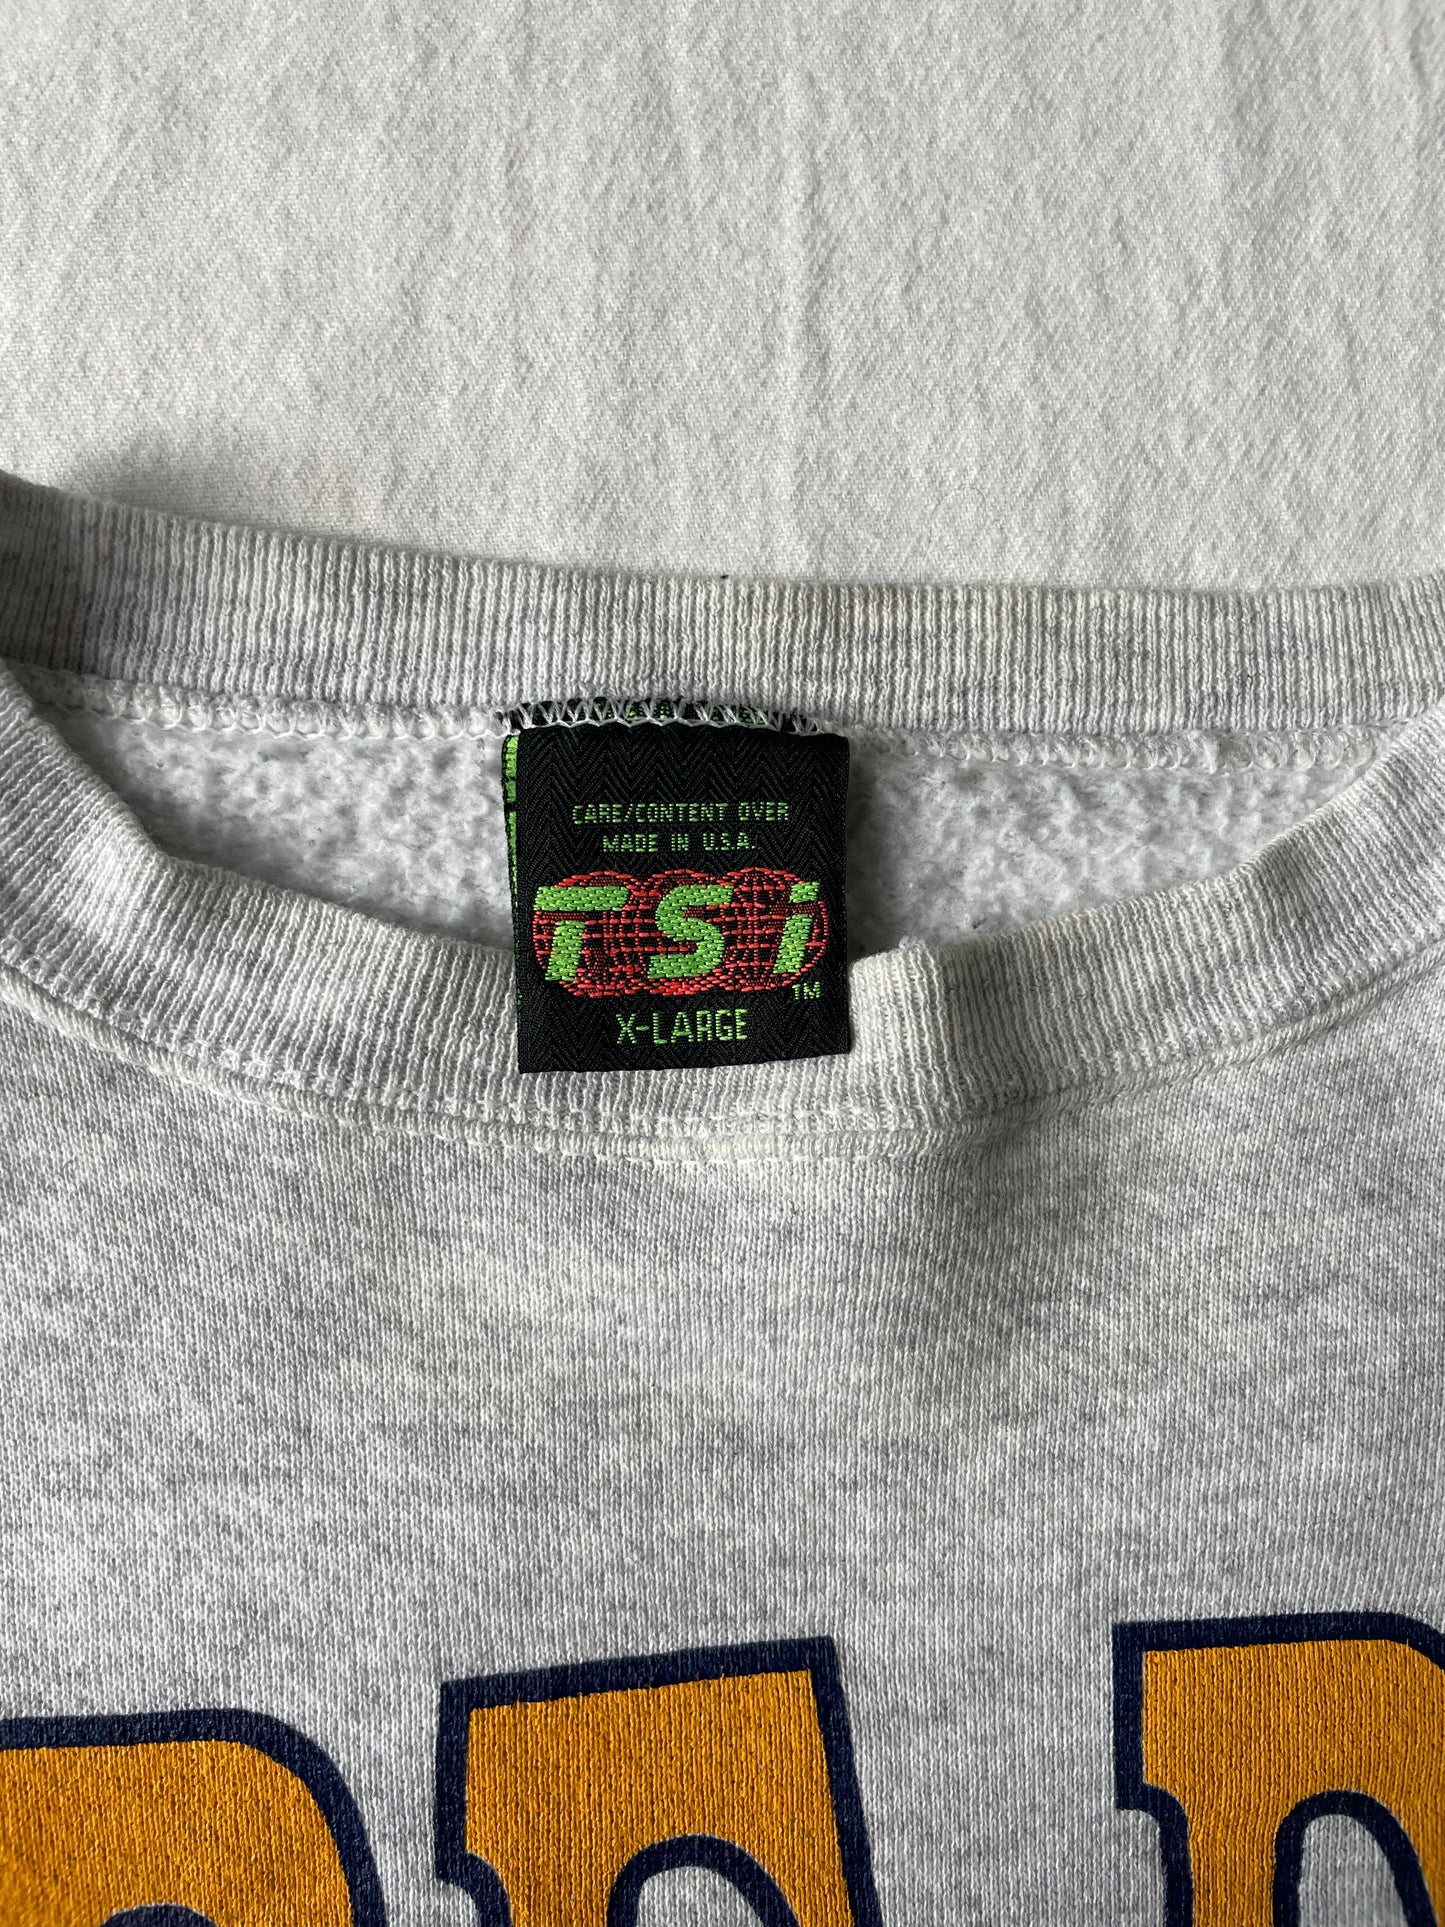 CARE/CONTENT OVER
MADE IN U.S.A.
TSi
TM
X-LARGE